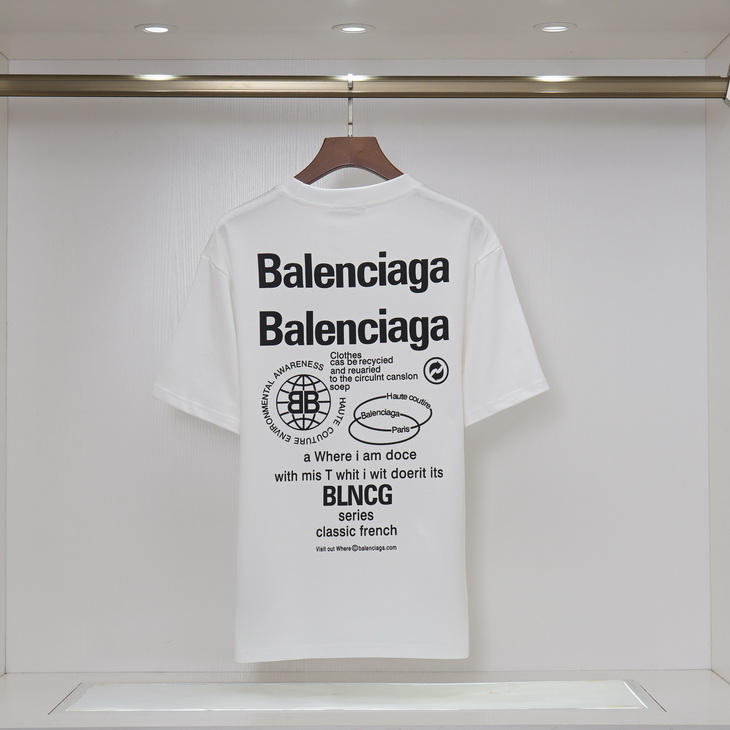 Balenciaga
Balenciaga
Clothes
cas be recycied
and reuaried
to the circulnt canslon
soep
HAUTE COUTURE ENVIRONMENTAL AWARENESS
BB
Haute coutire
Balenciaga
Paris
a Where i am doce
with mis T whit i wit doerit its
BLNCG
series
classic french
Visit out Where©balenciaga.com